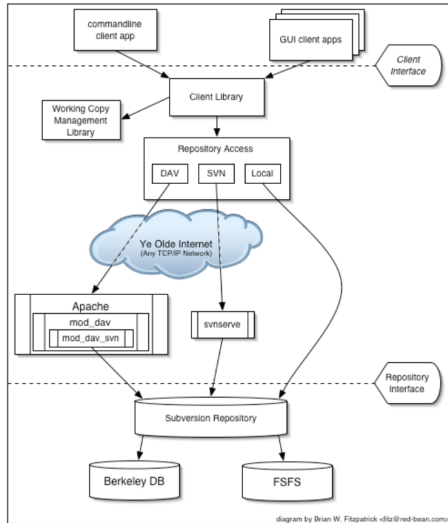 commandline
client app
GUI client apps
Client
Interface
Client Library
Working Copy
Management
Library
Repository Access
DAV
SVN
Local
Ye Olde Internet
(Any TCP/IP Network)
Apache
mod_dav
mod_dav_svn
svnserve
Repository
Interface
Subversion Repository
Berkeley DB
FSFS
diagram by Brian W. Fitzpatrick <fitz@red-bean.com>